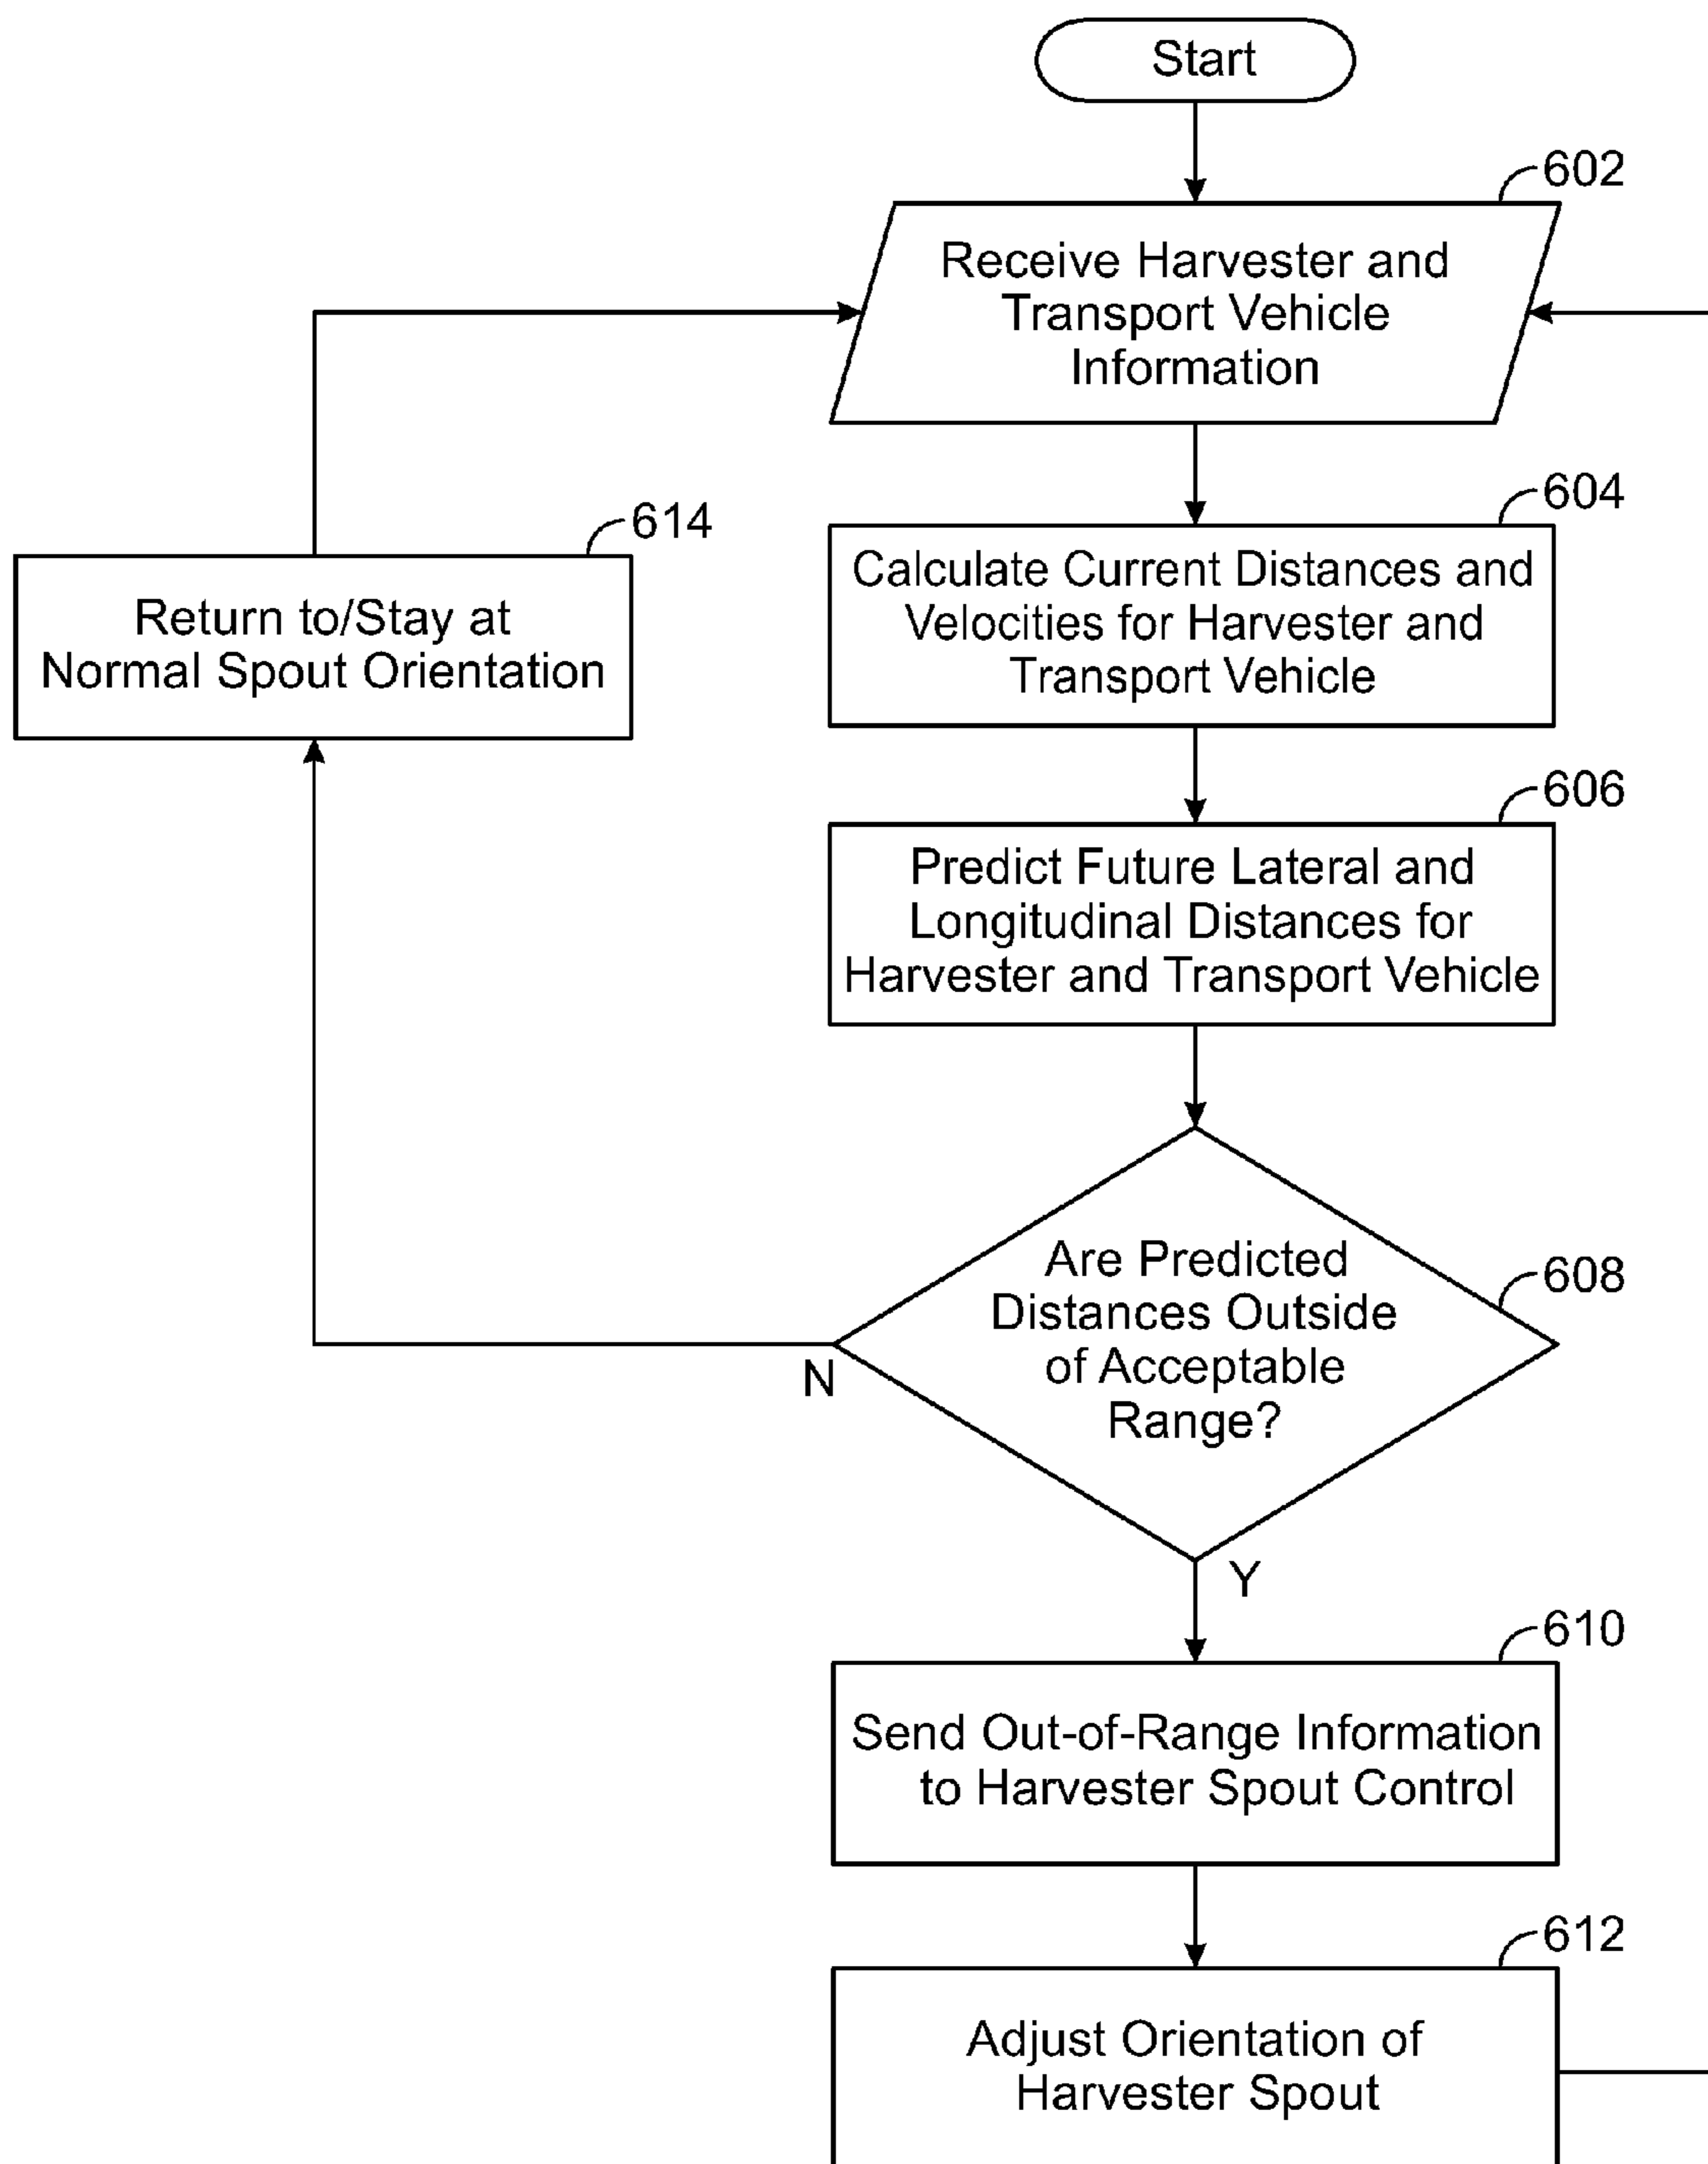 Start
602
Receive Harvester and
Transport Vehicle
Information
604
Calculate Current Distances and
Velocities for Harvester and
Transport Vehicle
614
Return to/Stay at
Normal Spout Orientation
606
Predict Future Lateral and
Longitudinal Distances for
Harvester and Transport Vehicle
608
Are Predicted
Distances Outside
of Acceptable
Range?
N
Y
610
Send Out-of-Range Information
to Harvester Spout Control
612
Adjust Orientation of
Harvester Spout